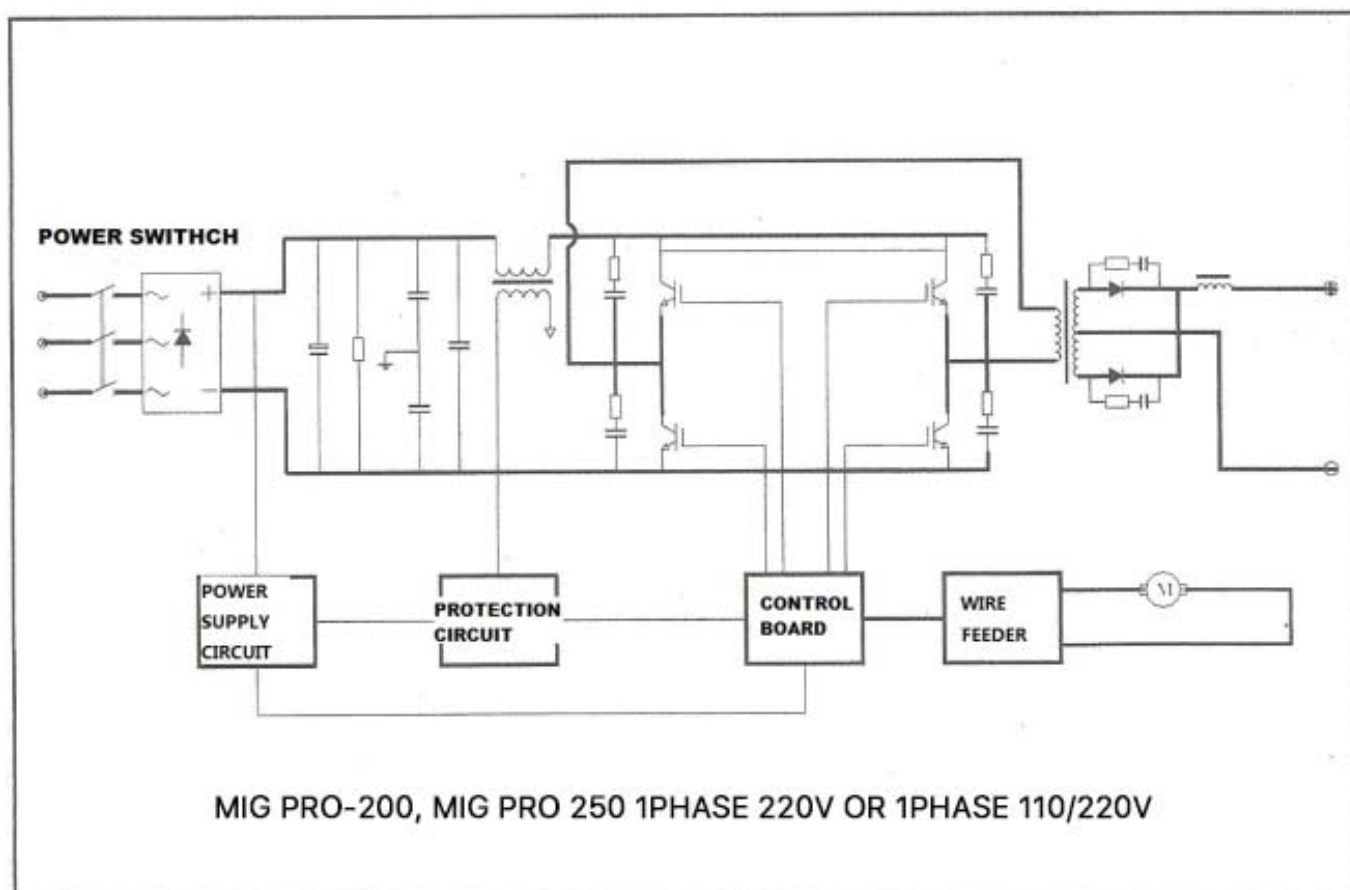 POWER SWITHCH
+
−
POWER
SUPPLY
CIRCUIT
PROTECTION
CIRCUIT
CONTROL
BOARD
WIRE
FEEDER
M
MIG PRO-200, MIG PRO 250 1PHASE 220V OR 1PHASE 110/220V